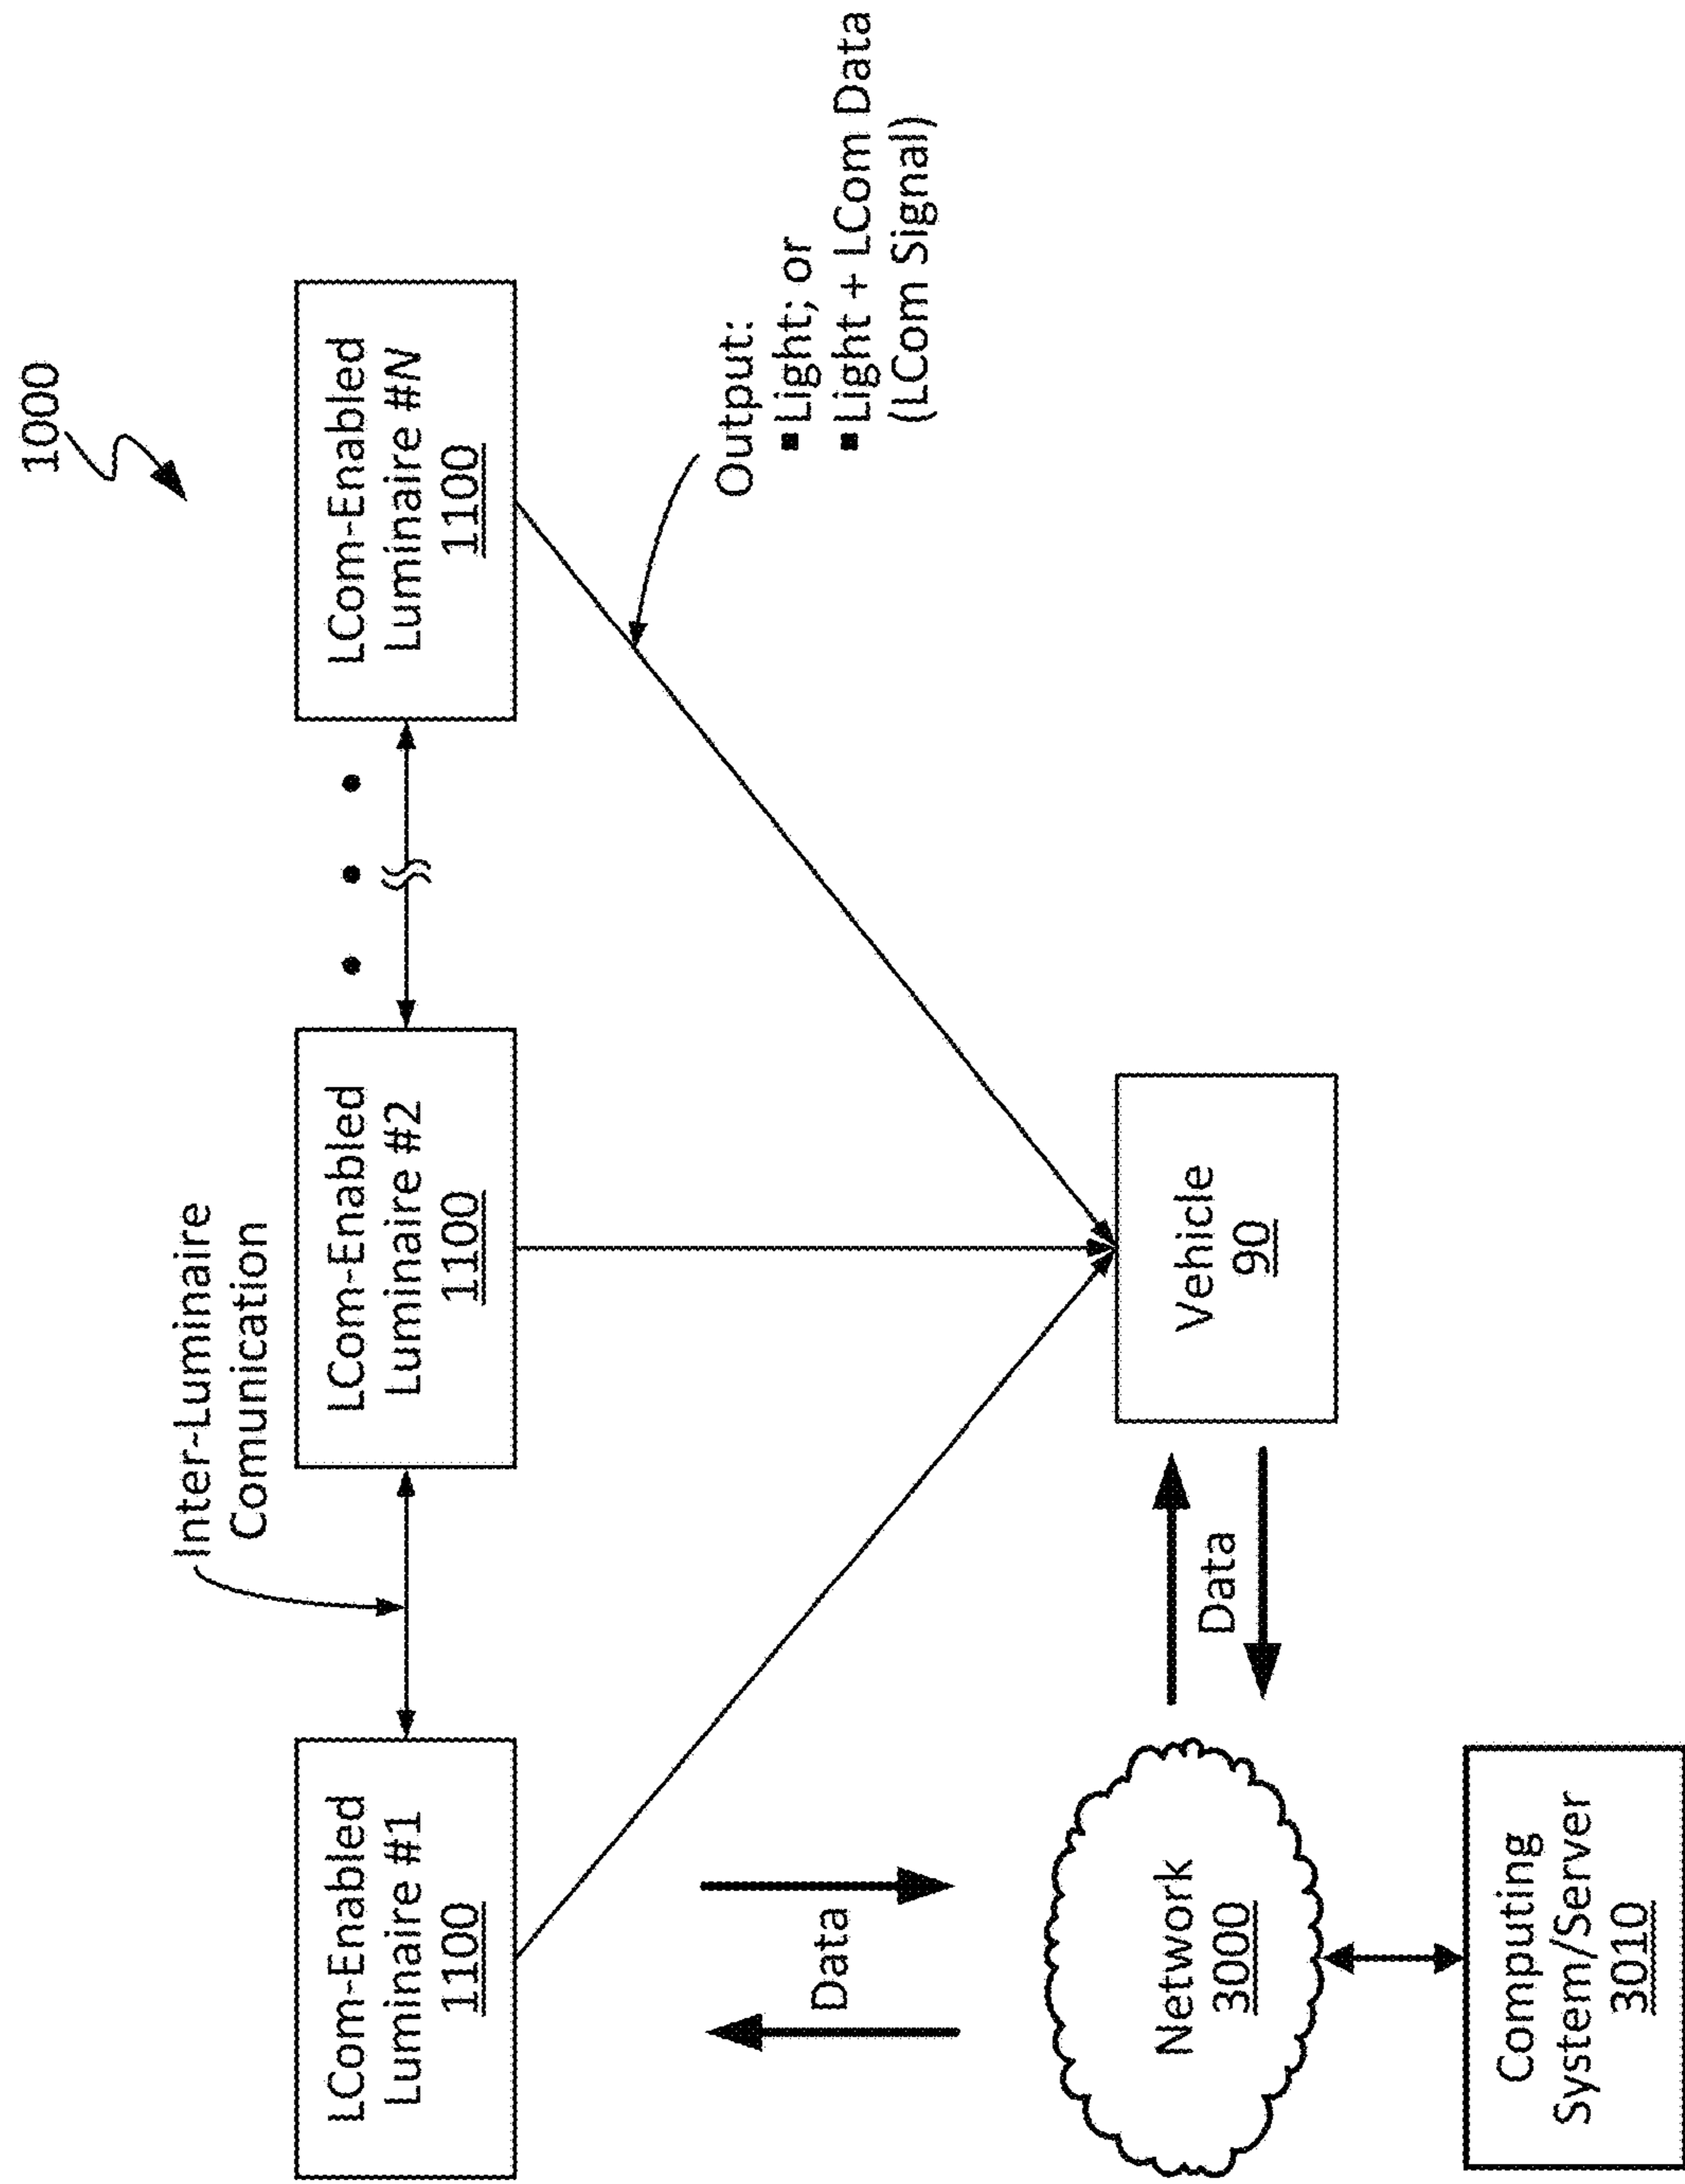 1000
Inter-Luminaire
Comunication
LCom-Enabled
Luminaire #1
1100
LCom-Enabled
Luminaire #2
1100
LCom-Enabled
Luminaire #N
1100
Output:
▪ Light; or
▪ Light + LCom Data
(LCom Signal)
Data
Network
3000
Data
Vehicle
90
Computing
System/Server
3010